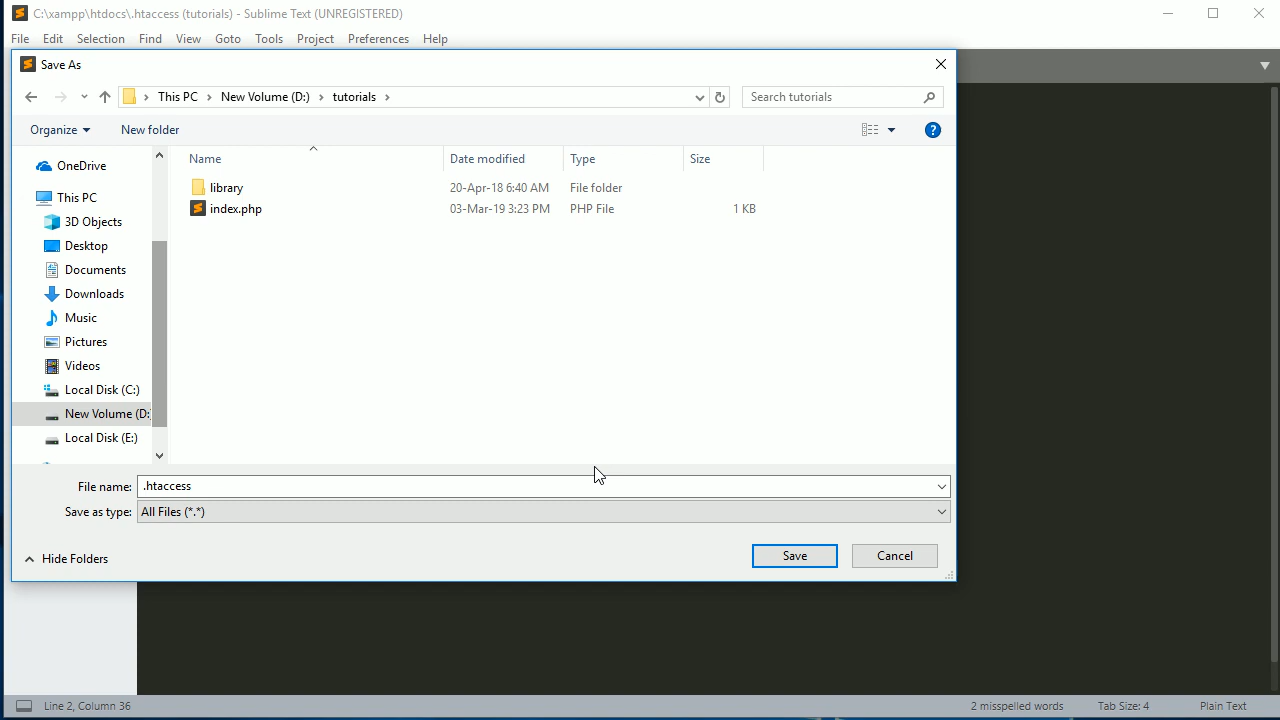 C:\xampp\htdocs\.htaccess (tutorials) - Sublime Text (UNREGISTERED)
File Edit Selection Find View Goto Tools Project Preferences Help
Save As
This PC > New Volume (D:) > tutorials >
Search tutorials
Organize New folder
Name Date modified Type Size
library 20-Apr-18 6:40 AM File folder
index.php 03-Mar-19 3:23 PM PHP File 1 KB
OneDrive
This PC
3D Objects
Desktop
Documents
Downloads
Music
Pictures
Videos
Local Disk (C:)
New Volume (D:
Local Disk (E:)
File name: .htaccess
Save as type: All Files (*.*)
Hide Folders
Save Cancel
Line 2, Column 36
2 misspelled words Tab Size: 4 Plain Text